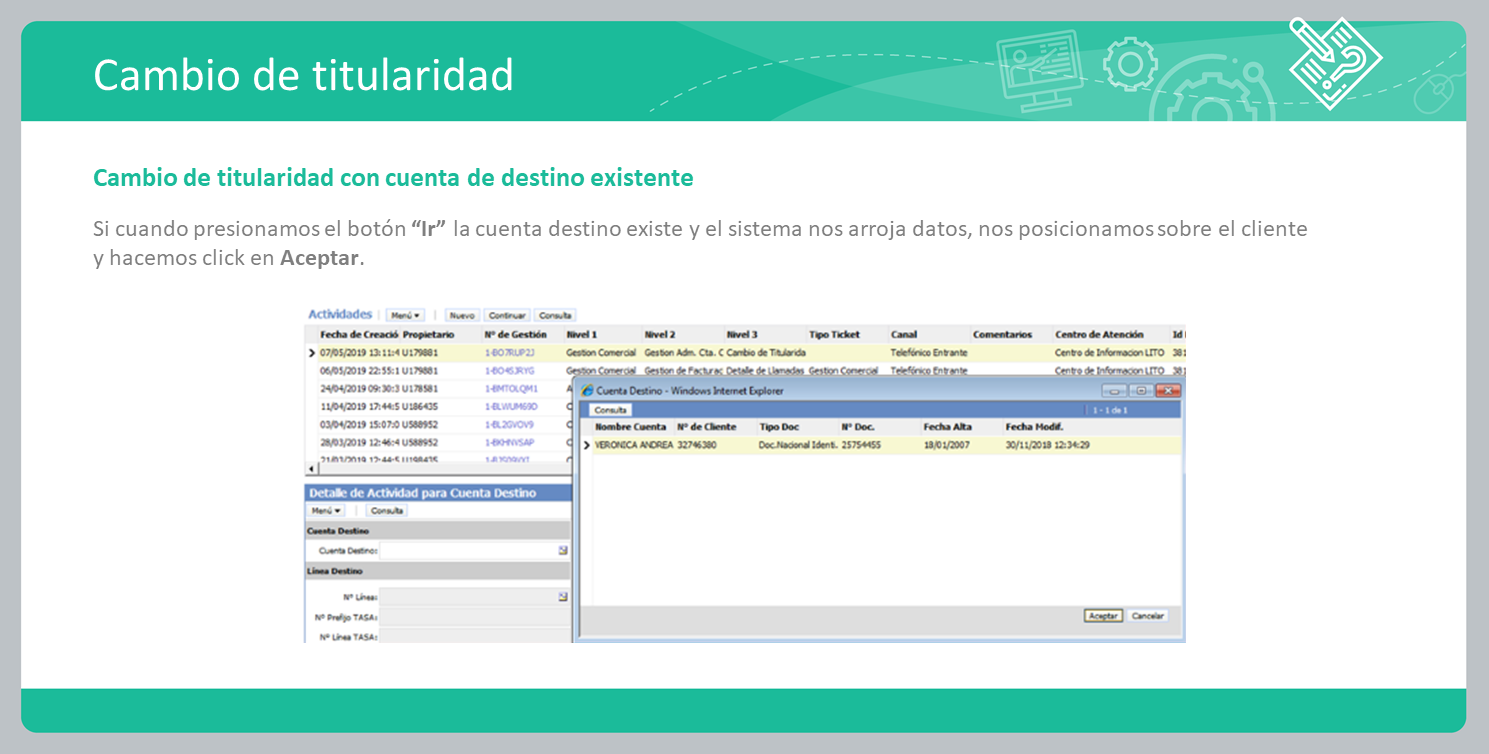 Cambio de titularidad
Cambio de titularidad con cuenta de destino existente
Si cuando presionamos el botón “Ir” la cuenta destino existe y el sistema nos arroja datos, nos posicionamos sobre el cliente
y hacemos click en Aceptar.
Actividades Menú Nuevo Continuar Consulta
Fecha de Creació Propietario Nº de Gestión Nivel 1 Nivel 2 Nivel 3 Tipo Ticket Canal Comentarios Centro de Atención Id
07/05/2019 13:11:4 U179881 1-BO7RUP2J Gestion Comercial Gestion Adm. Cta. C Cambio de Titularida Telefónico Entrante Centro de Informacion LITO 381
06/05/2019 22:55:1 U179881 1-BO4SJRYG Gestion Comercial Gestion de Facturac Detalle de Llamadas Gestion Comercial Telefónico Entrante Centro de Informacion LITO 381
24/04/2019 09:30:3 U178581 1-BMTOLQM1 A
11/04/2019 17:44:5 U186435 1-BLWUM69D
03/04/2019 15:07:0 U588952 1-BL2GVOV9
28/03/2019 12:46:4 U588952 1-BKHNVSAP
21/03/2019 12:44:5 U198435
Cuenta Destino - Windows Internet Explorer
Consulta 1 - 1 de 1
Nombre Cuenta Nº de Cliente Tipo Doc Nº Doc. Fecha Alta Fecha Modif.
VERONICA ANDREA 32746380 Doc.Nacional Identi. 25754455 18/01/2007 30/11/2018 12:34:29
Aceptar Cancelar
Detalle de Actividad para Cuenta Destino
Menú Consulta
Cuenta Destino
Cuenta Destino:
Línea Destino
Nº Línea:
Nº Prefijo TASA:
Nº Línea TASA: